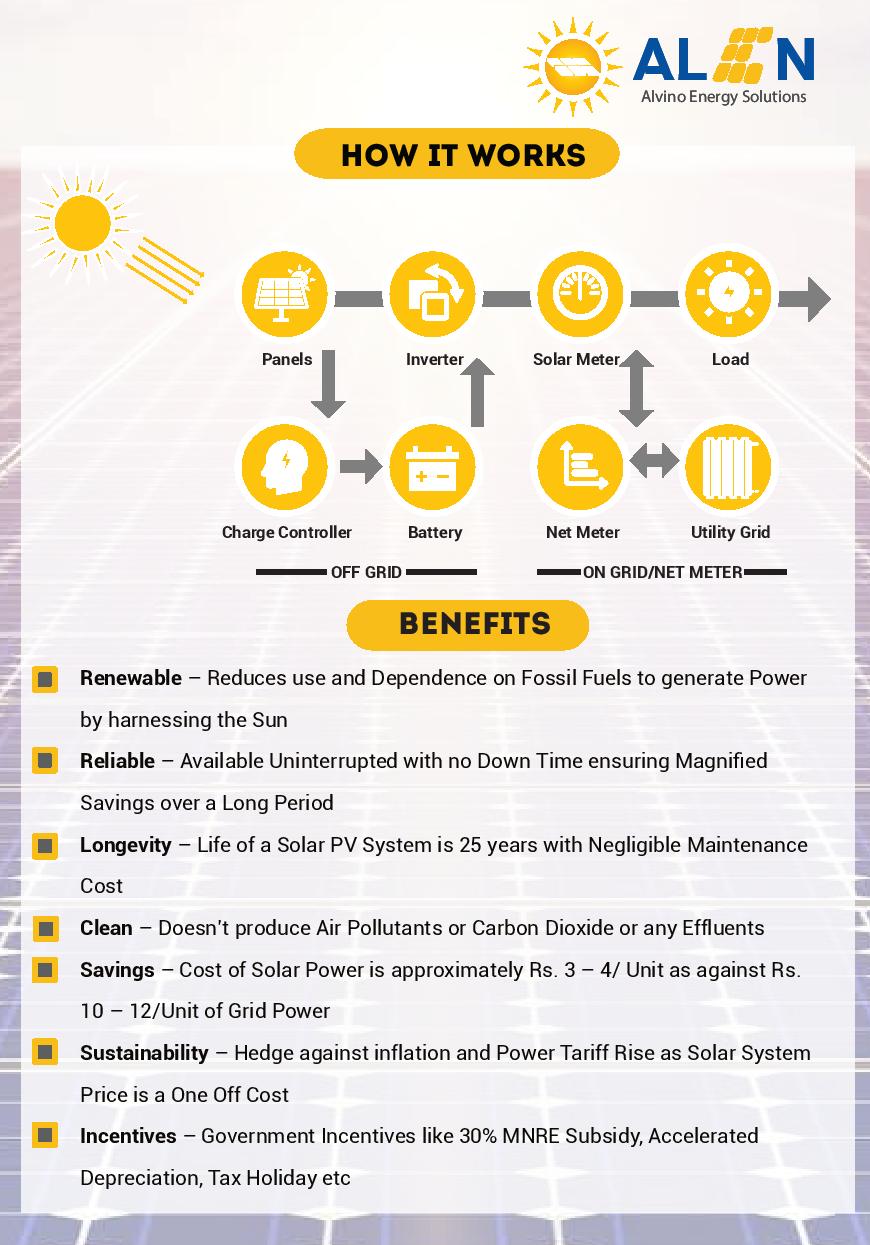 AL N
Alvino Energy Solutions
HOW IT WORKS
Panels
Inverter
Solar Meter
Load
Charge Controller
Battery
Net Meter
Utility Grid
OFF GRID
ON GRID/NET METER
BENEFITS
Renewable – Reduces use and Dependence on Fossil Fuels to generate Power
by harnessing the Sun
Reliable – Available Uninterrupted with no Down Time ensuring Magnified
Savings over a Long Period
Longevity – Life of a Solar PV System is 25 years with Negligible Maintenance
Cost
Clean – Doesn't produce Air Pollutants or Carbon Dioxide or any Effluents
Savings – Cost of Solar Power is approximately Rs. 3 – 4/ Unit as against Rs.
10 – 12/Unit of Grid Power
Sustainability – Hedge against inflation and Power Tariff Rise as Solar System
Price is a One Off Cost
Incentives – Government Incentives like 30% MNRE Subsidy, Accelerated
Depreciation, Tax Holiday etc